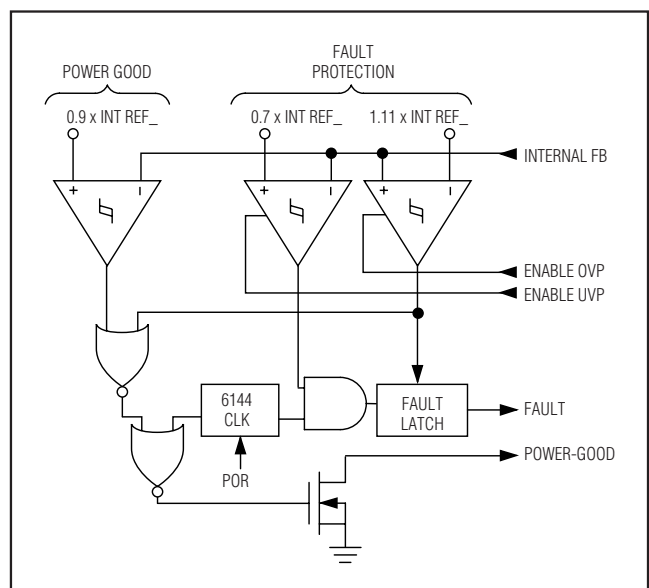 POWER GOOD
FAULT
PROTECTION
0.9 x INT REF_
0.7 x INT REF_
1.11 x INT REF_
INTERNAL FB
+
-
+
-
+
-
ENABLE OVP
ENABLE UVP
6144
CLK
FAULT
LATCH
FAULT
POWER-GOOD
POR